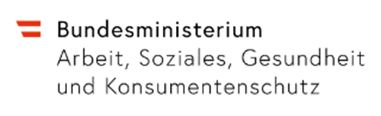 Bundesministerium
Arbeit, Soziales, Gesundheit
und Konsumentenschutz